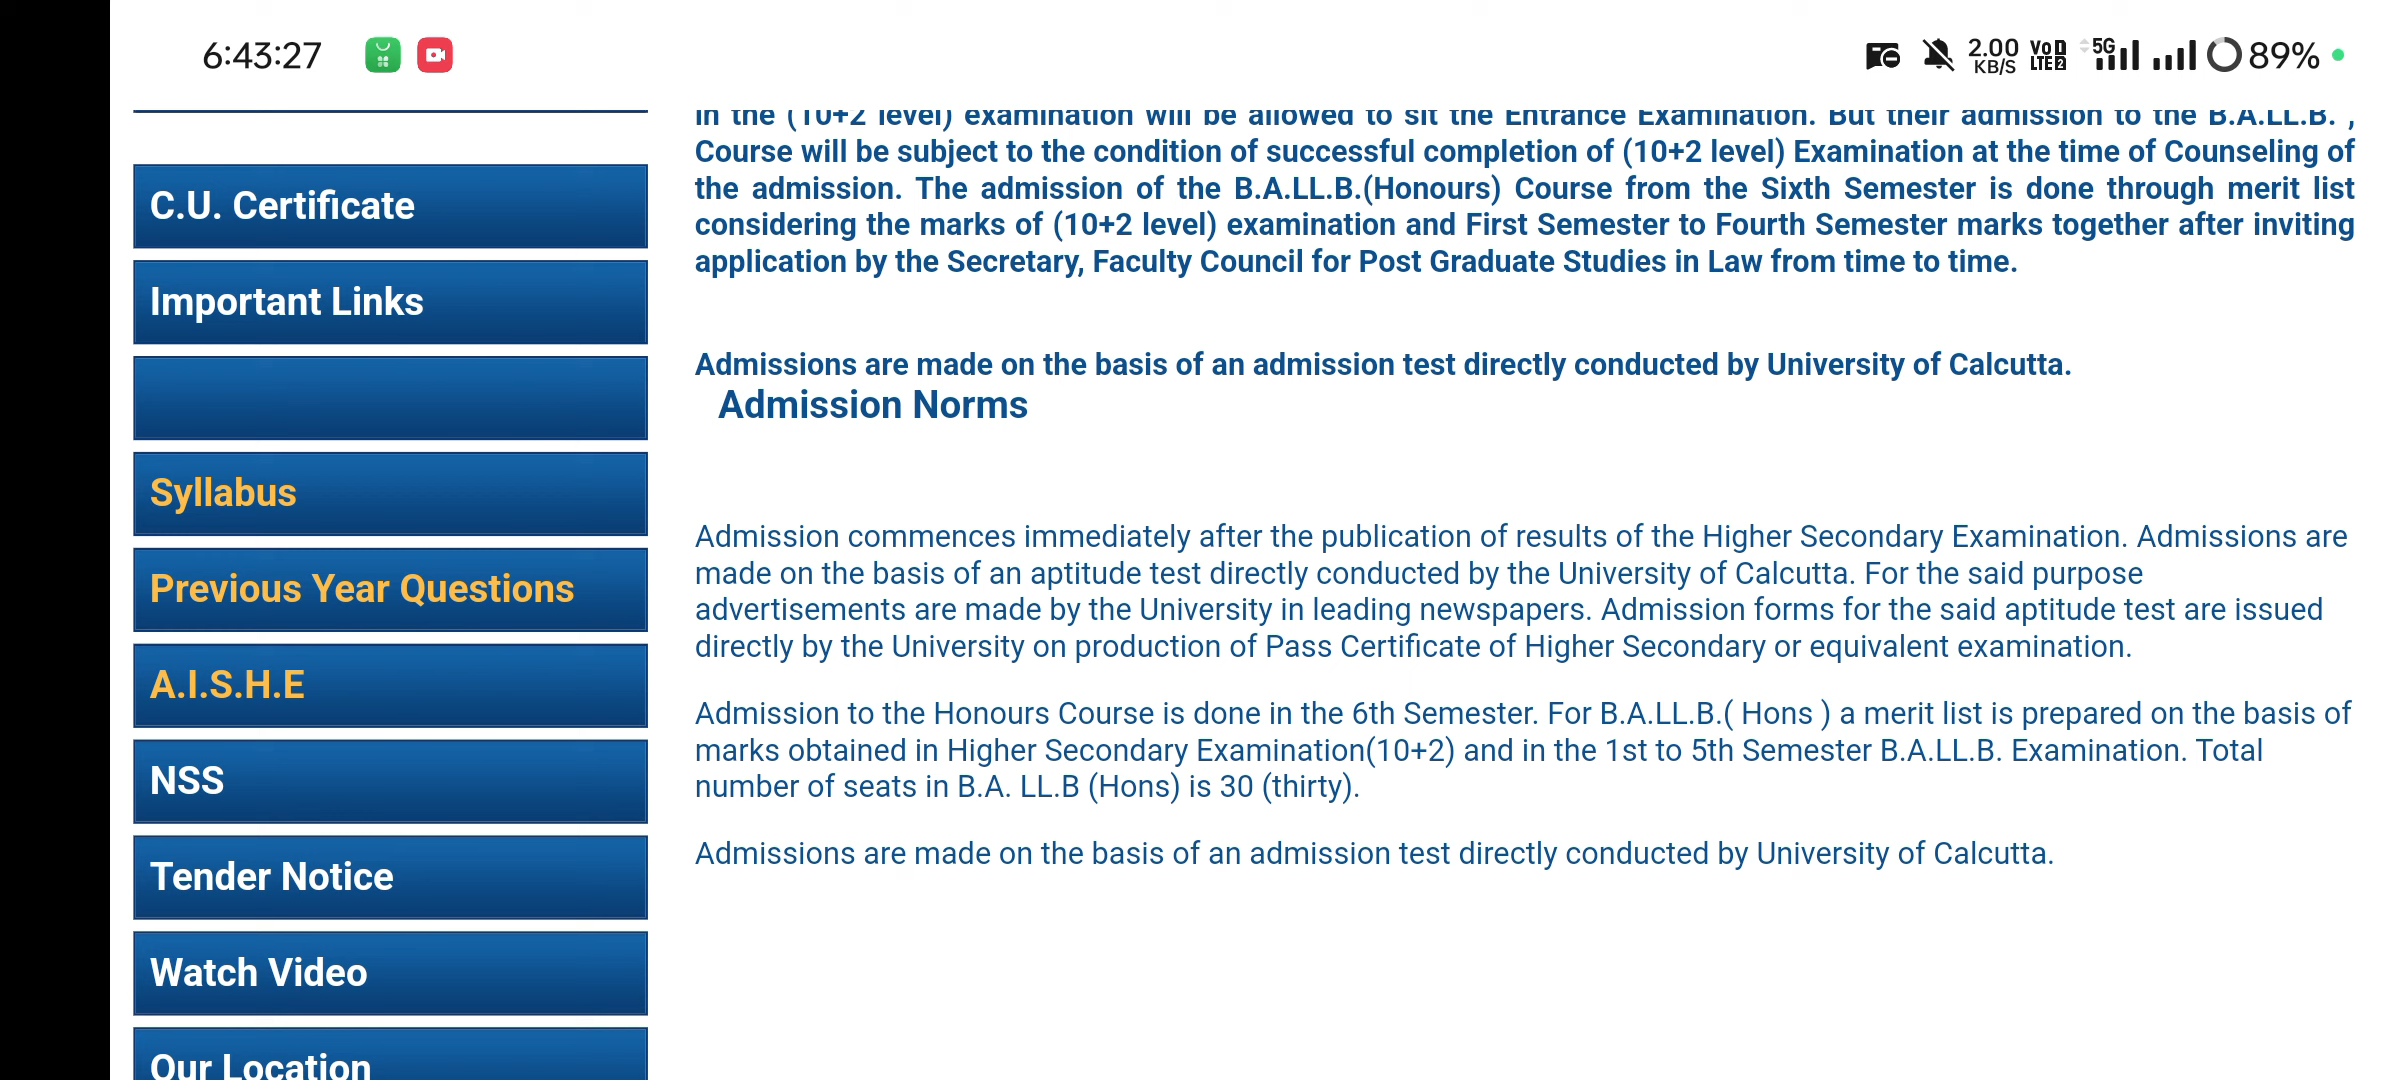 6:43:27
2.00 KB/S
VoD LTE2
5G
89%
C.U. Certificate
Important Links
Syllabus
Previous Year Questions
A.I.S.H.E
NSS
Tender Notice
Watch Video
Our Location
in the (10+2 level) examination will be allowed to sit the Entrance Examination. But their admission to the B.A.LL.B. ,
Course will be subject to the condition of successful completion of (10+2 level) Examination at the time of Counseling of
the admission. The admission of the B.A.LL.B.(Honours) Course from the Sixth Semester is done through merit list
considering the marks of (10+2 level) examination and First Semester to Fourth Semester marks together after inviting
application by the Secretary, Faculty Council for Post Graduate Studies in Law from time to time.
Admissions are made on the basis of an admission test directly conducted by University of Calcutta.
Admission Norms
Admission commences immediately after the publication of results of the Higher Secondary Examination. Admissions are
made on the basis of an aptitude test directly conducted by the University of Calcutta. For the said purpose
advertisements are made by the University in leading newspapers. Admission forms for the said aptitude test are issued
directly by the University on production of Pass Certificate of Higher Secondary or equivalent examination.
Admission to the Honours Course is done in the 6th Semester. For B.A.LL.B.( Hons ) a merit list is prepared on the basis of
marks obtained in Higher Secondary Examination(10+2) and in the 1st to 5th Semester B.A.LL.B. Examination. Total
number of seats in B.A. LL.B (Hons) is 30 (thirty).
Admissions are made on the basis of an admission test directly conducted by University of Calcutta.